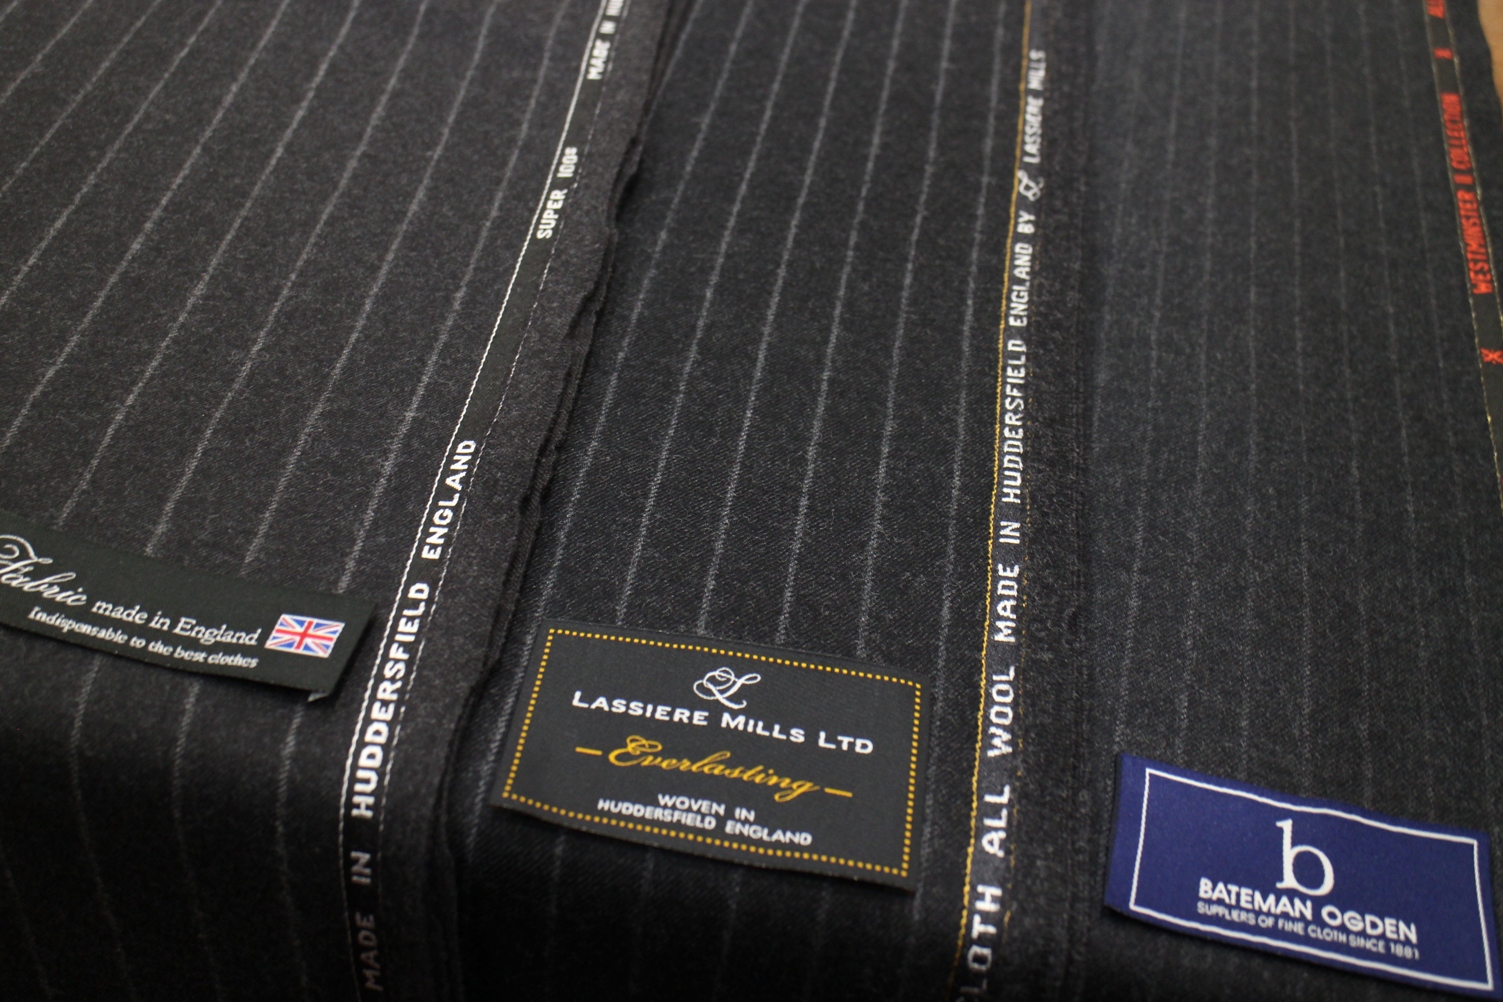 MADE IN HUDDERSFIELD ENGLAND
SUPER 100s
MADE IN
Fabric made in England
Indispensable to the best clothes
L
LASSIERE MILLS LTD
Everlasting
WOVEN IN
HUDDERSFIELD ENGLAND
CLOTH ALL WOOL MADE IN HUDDERSFIELD ENGLAND BY L LASSIERE MILLS
WESTMINSTER II COLLECTION
b
BATEMAN OGDEN
SUPPLIERS OF FINE CLOTH SINCE 1881